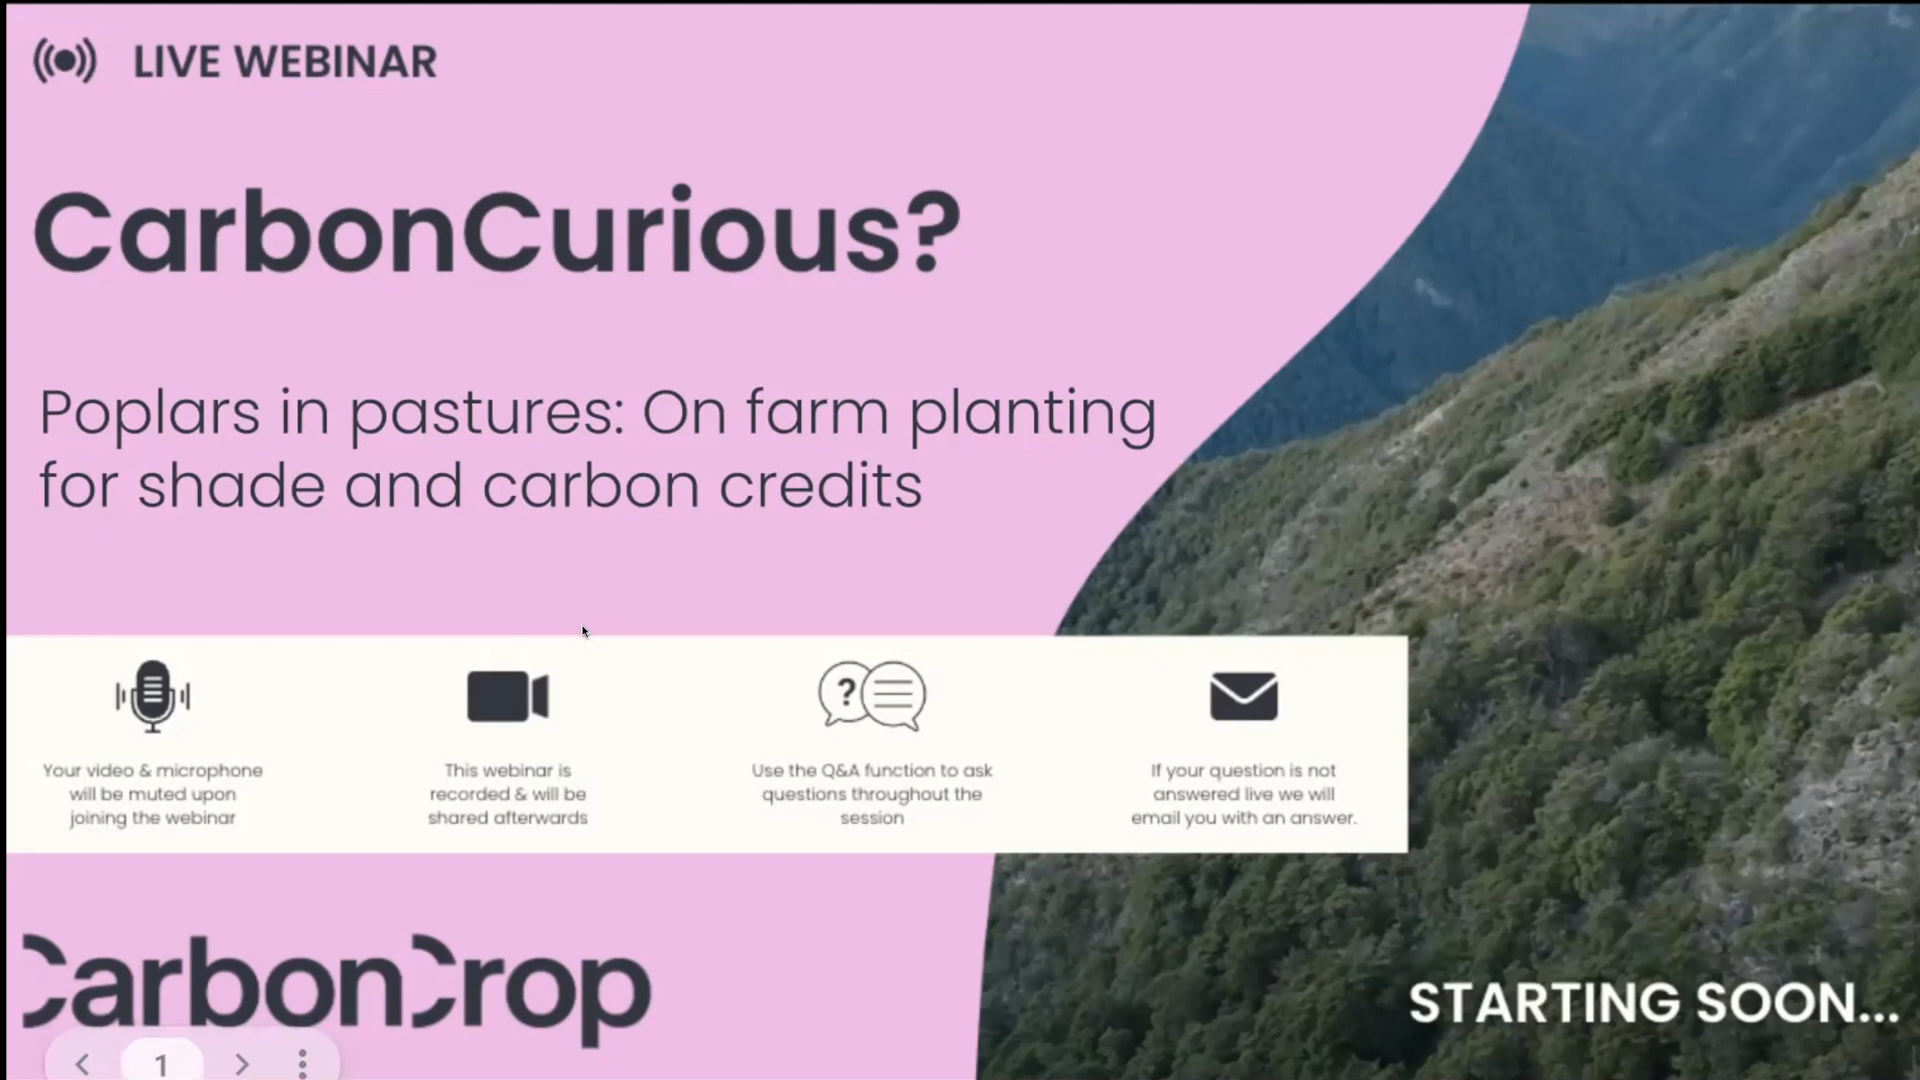 LIVE WEBINAR
CarbonCurious?
Poplars in pastures: On farm planting
for shade and carbon credits
Your video & microphone
will be muted upon
joining the webinar
This webinar is
recorded & will be
shared afterwards
?
Use the Q&A function to ask
questions throughout the
session
If your question is not
answered live we will
email you with an answer.
CarbonCrop
STARTING SOON...
1